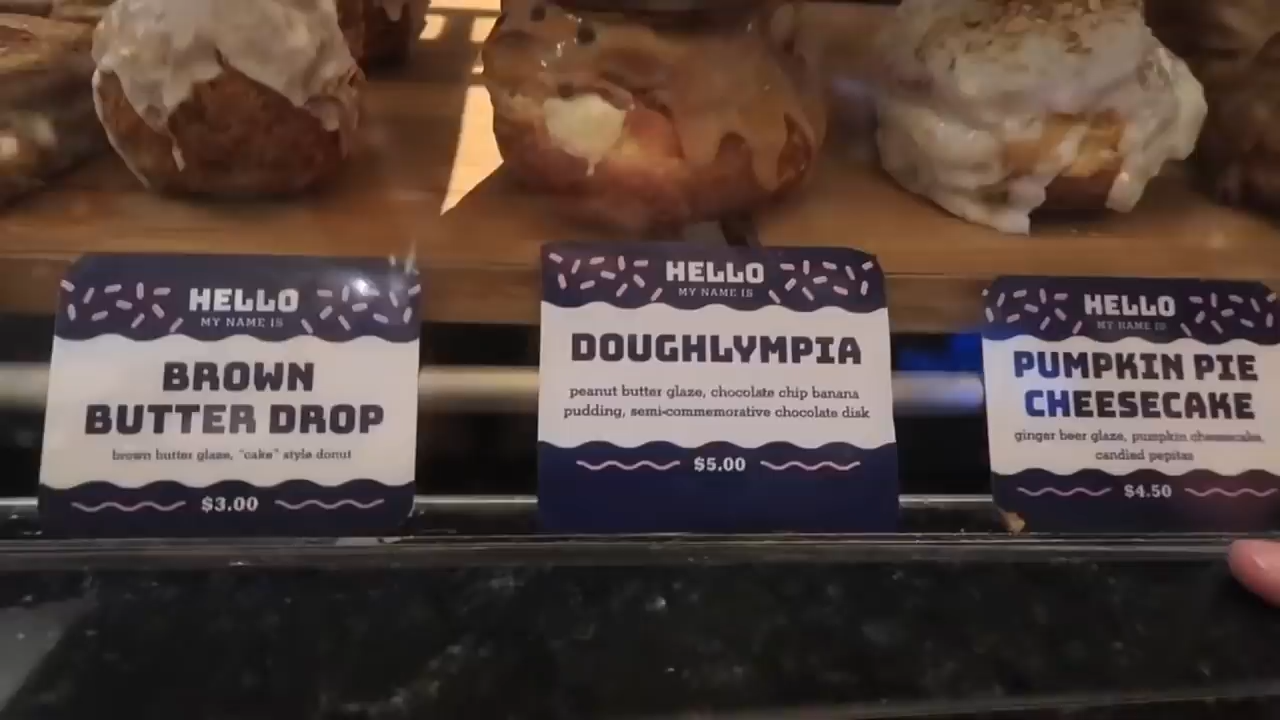 HELLO
MY NAME IS
BROWN
BUTTER DROP
brown butter glaze, "cake" style donut
$3.00
HELLO
MY NAME IS
DOUGHLYMPIA
peanut butter glaze, chocolate chip banana
pudding, semi-commemorative chocolate disk
$5.00
HELLO
MY NAME IS
PUMPKIN PIE
CHEESECAKE
ginger beer glaze, pumpkin cheesecake,
candied pepitas
$4.50